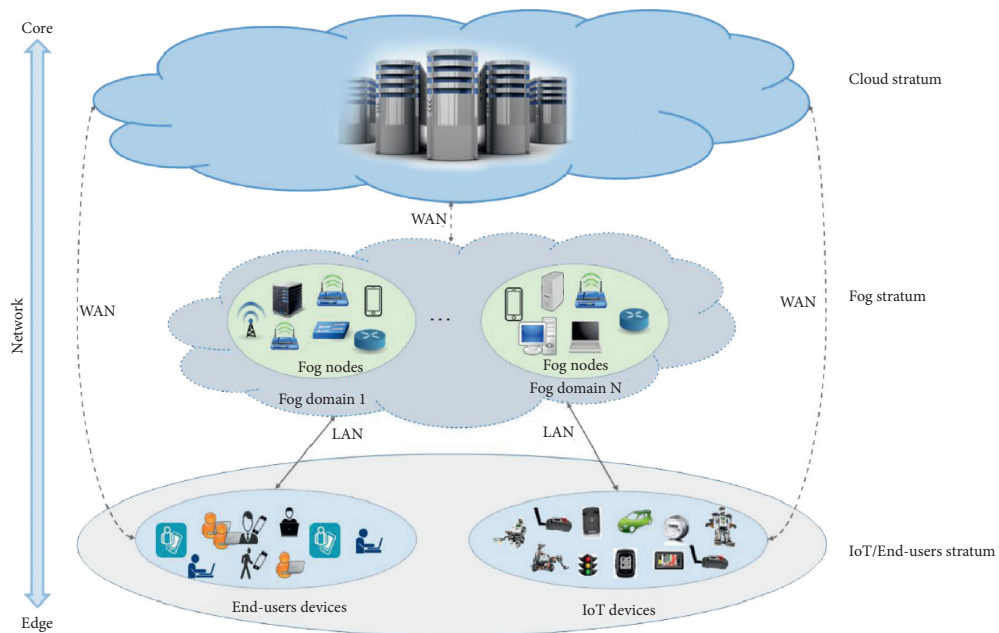 Core
Cloud stratum
WAN
Network
WAN
WAN
Fog stratum
...
Fog nodes
Fog nodes
Fog domain 1
Fog domain N
LAN
LAN
IoT/End-users stratum
End-users devices
IoT devices
Edge